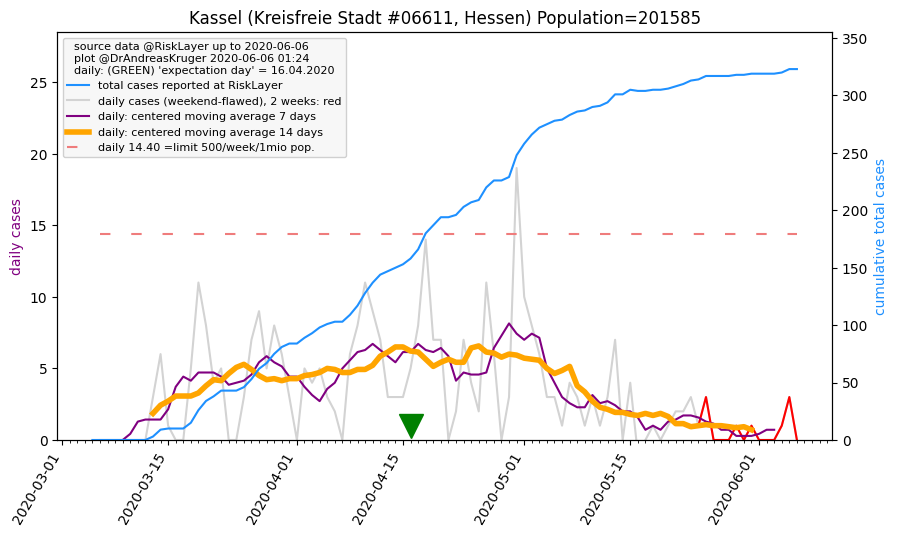 Kassel (Kreisfreie Stadt #06611, Hessen) Population=201585
source data @RiskLayer up to 2020-06-06
plot @DrAndreasKruger 2020-06-06 01:24
daily: (GREEN) 'expectation day' = 16.04.2020
total cases reported at RiskLayer
daily cases (weekend-flawed), 2 weeks: red
daily: centered moving average 7 days
daily: centered moving average 14 days
daily 14.40 =limit 500/week/1mio pop.
daily cases
25
20
15
10
5
0
350
300
250
200
150
100
50
0
cumulative total cases
2020-03-01
2020-03-15
2020-04-01
2020-04-15
2020-05-01
2020-05-15
2020-06-01